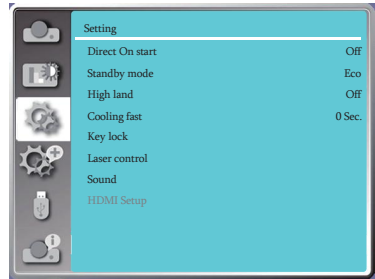 Setting
Direct On start Off
Standby mode Eco
High land Off
Cooling fast 0 Sec.
Key lock
Laser control
Sound
HDMI Setup